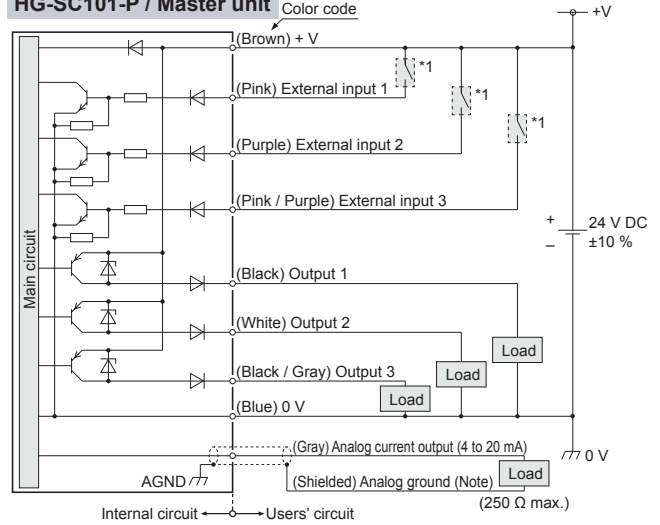 HG-SC101-P / Master unit
Color code
+V
(Brown) + V
*1
(Pink) External input 1
*1
*1
(Purple) External input 2
(Pink / Purple) External input 3
+
24 V DC
–
±10 %
Main circuit
(Black) Output 1
(White) Output 2
Load
Load
(Black / Gray) Output 3
Load
(Blue) 0 V
(Gray) Analog current output (4 to 20 mA)
0 V
Load
AGND
(Shielded) Analog ground (Note)
(250 Ω max.)
Internal circuit
Users' circuit